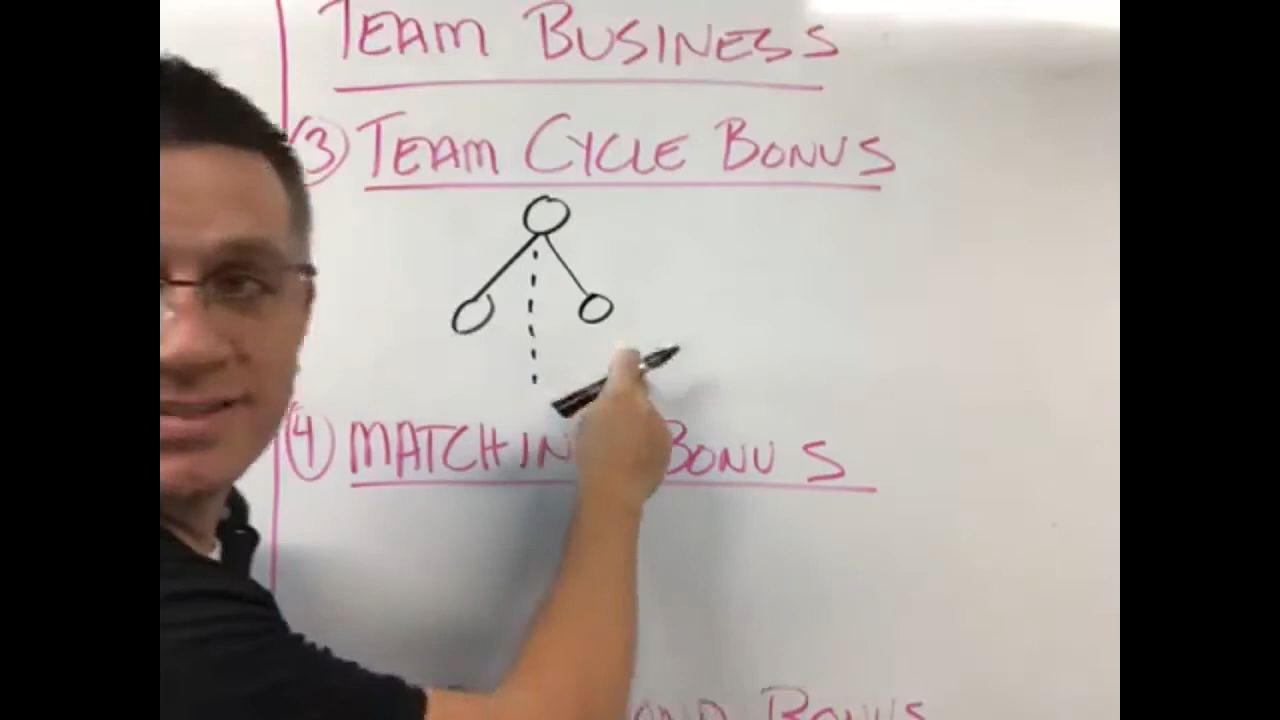 TEAM BUSINESS
③ TEAM CYCLE BONUS
④ MATCHIN BONUS
BONUS